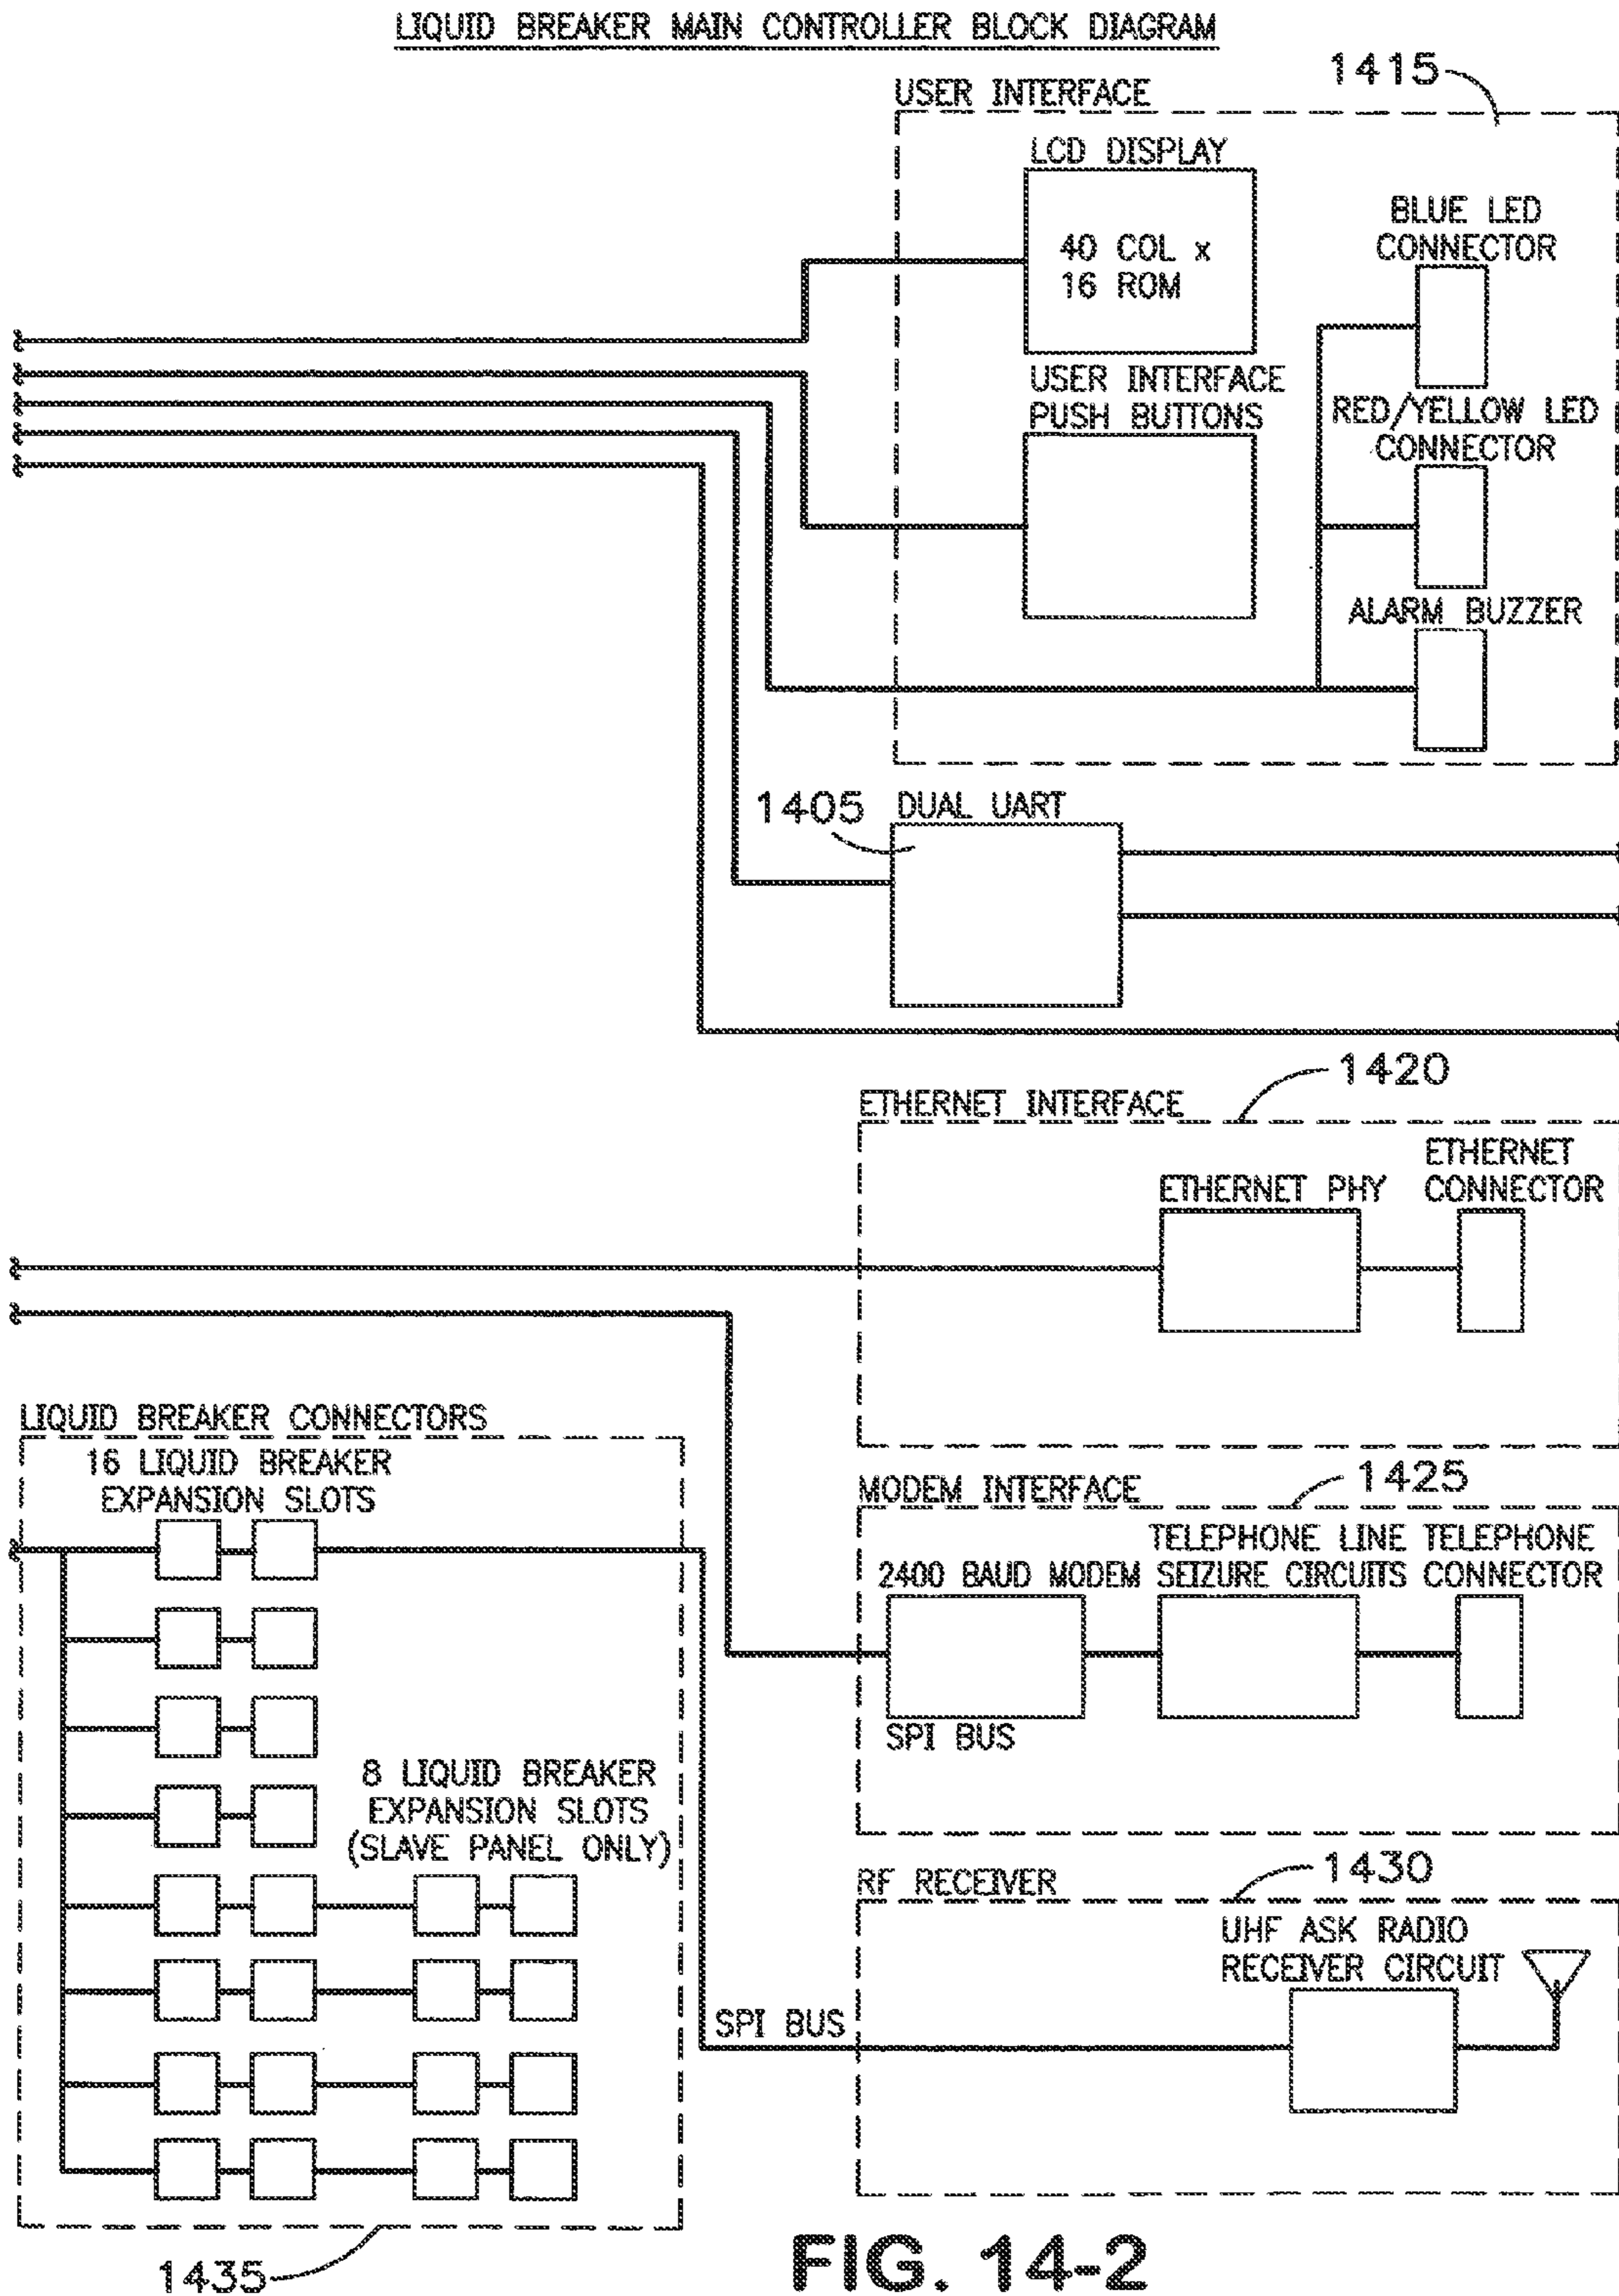 LIQUID BREAKER MAIN CONTROLLER BLOCK DIAGRAM
1415
USER INTERFACE
LCD DISPLAY
40 COL x
16 ROM
BLUE LED
CONNECTOR
USER INTERFACE
PUSH BUTTONS
RED/YELLOW LED
CONNECTOR
ALARM BUZZER
1405
DUAL UART
1420
ETHERNET INTERFACE
ETHERNET PHY
ETHERNET
CONNECTOR
LIQUID BREAKER CONNECTORS
16 LIQUID BREAKER
EXPANSION SLOTS
8 LIQUID BREAKER
EXPANSION SLOTS
(SLAVE PANEL ONLY)
1425
MODEM INTERFACE
2400 BAUD MODEM
TELEPHONE LINE
SEIZURE CIRCUITS
TELEPHONE
CONNECTOR
SPI BUS
1430
RF RECEIVER
UHF ASK RADIO
RECEIVER CIRCUIT
SPI BUS
1435
FIG. 14-2